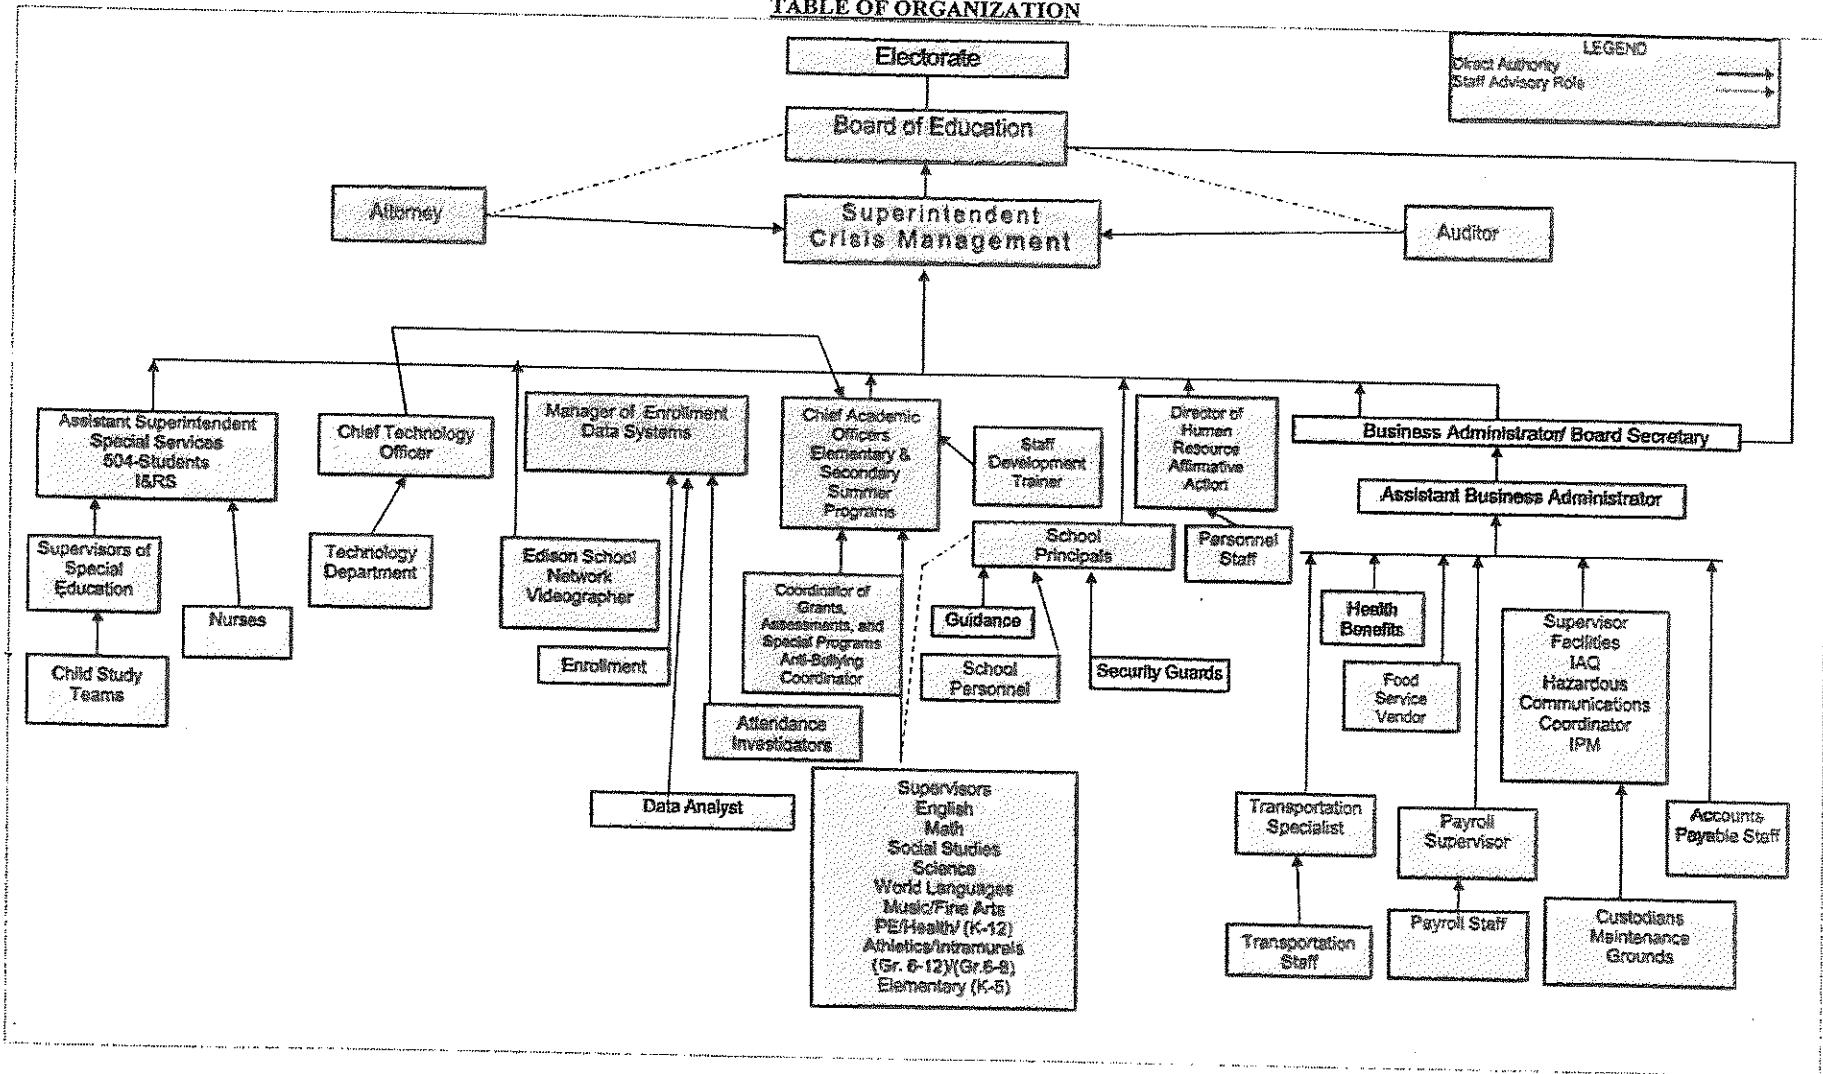 TABLE OF ORGANIZATION
Electorate
LEGEND
Direct Authority
Staff Advisory Role
Board of Education
Attorney
Superintendent
Crisis Management
Auditor
Assistant Superintendent
Special Services
504-Students
I&RS
Chief Technology
Officer
Manager of Enrollment
Data Systems
Chief Academic
Officers
Elementary &
Secondary
Summer
Programs
Staff
Development
Trainer
Director of
Human
Resource
Affirmative
Action
Business Administrator/ Board Secretary
Assistant Business Administrator
Supervisors of
Special
Education
Nurses
Child Study
Teams
Technology
Department
Edison School
Network
Videographer
Enrollment
Coordinator of
Grants,
Assessments, and
Special Programs
Anti-Bullying
Coordinator
Attendance
Investigators
Data Analyst
School
Principals
Personnel
Staff
Guidance
School
Personnel
Security Guards
Supervisors
English
Math
Social Studies
Science
World Languages
Music/Fine Arts
PE/Health/ (K-12)
Athletics/Intramurals
(Gr. 6-12)/(Gr.6-8)
Elementary (K-5)
Health
Benefits
Food
Service
Vendor
Supervisor
Facilities
IAQ
Hazardous
Communications
Coordinator
IPM
Transportation
Specialist
Payroll
Supervisor
Accounts
Payable Staff
Transportation
Staff
Payroll Staff
Custodians
Maintenance
Grounds